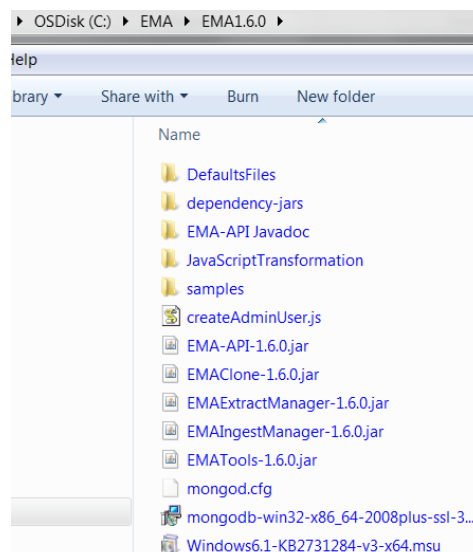 OSDisk (C:) EMA EMA1.6.0
Help
brary Share with Burn New folder
Name
DefaultsFiles
dependency-jars
EMA-API Javadoc
JavaScriptTransformation
samples
createAdminUser.js
EMA-API-1.6.0.jar
EMAClone-1.6.0.jar
EMAExtractManager-1.6.0.jar
EMAIngestManager-1.6.0.jar
EMATools-1.6.0.jar
mongod.cfg
mongodb-win32-x86_64-2008plus-ssl-3...
Windows6.1-KB2731284-v3-x64.msu